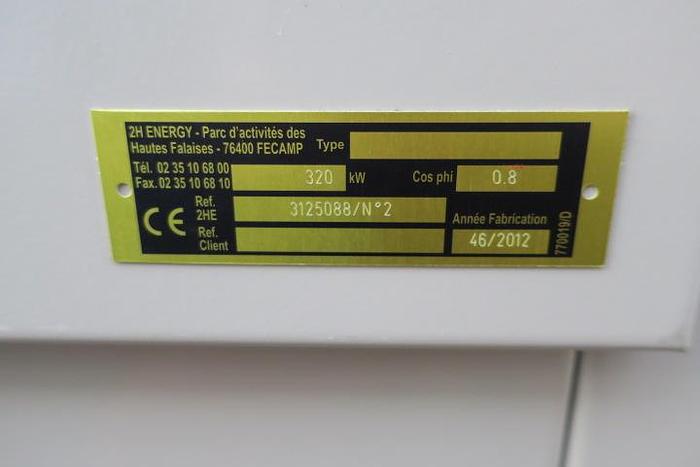 2H ENERGY - Parc d'activités des
Hautes Falaises - 76400 FECAMP
Type
Tél. 02 35 10 68 00
Fax. 02 35 10 68 10
320 kW
Cos phi 0.8
CE
Ref.
2HE
3125088/N°2
Ref.
Client
Année Fabrication
46/2012
770019/D